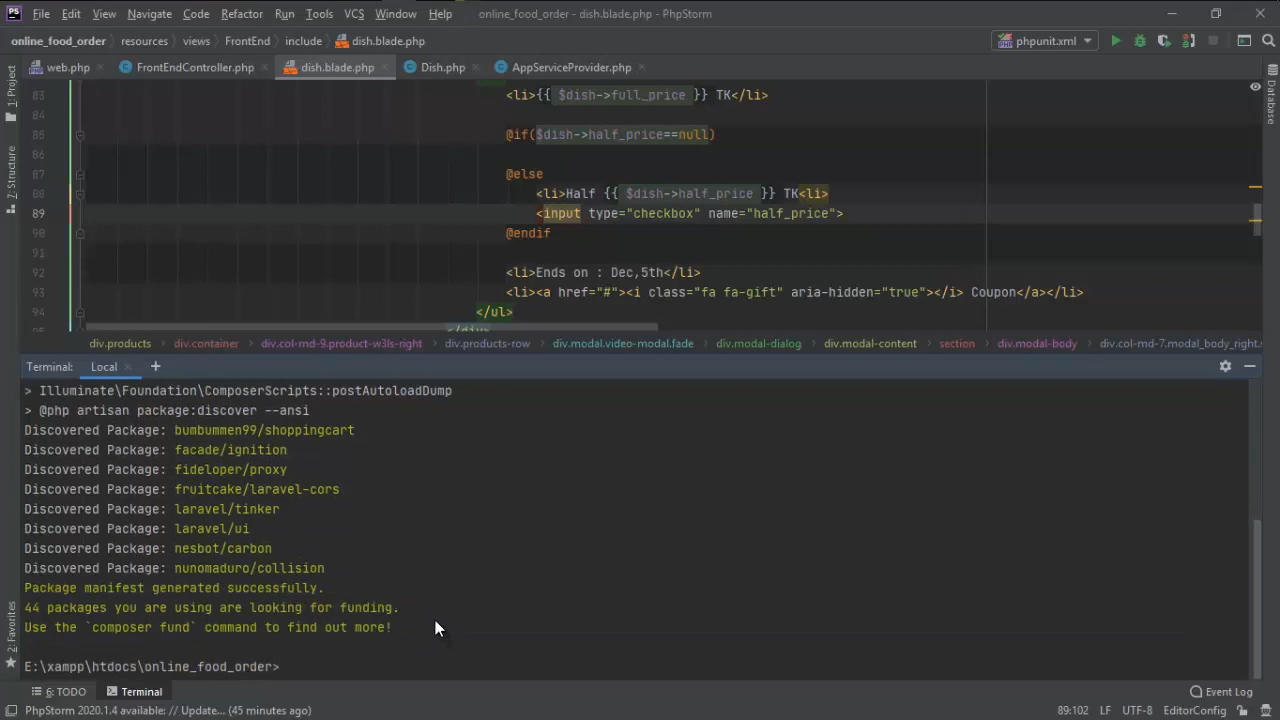 PS File Edit View Navigate Code Refactor Run Tools VCS Window Help online_food_order - dish.blade.php - PhpStorm
online_food_order resources views FrontEnd include dish.blade.php phpunit.xml
web.php FrontEndController.php dish.blade.php Dish.php AppServiceProvider.php
1: Project
7: Structure
2: Favorites
Database
83 <li>{{ $dish->full_price }} TK</li>
84
85 @if($dish->half_price==null)
86
87 @else
88 <li>Half {{ $dish->half_price }} TK<li>
89 <input type="checkbox" name="half_price">
90 @endif
91
92 <li>Ends on : Dec,5th</li>
93 <li><a href="#"><i class="fa fa-gift" aria-hidden="true"></i> Coupon</a></li>
94 </ul>
95 </div>
div.products div.container div.col-md-9.product-w3ls-right div.products-row div.modal.video-modal.fade div.modal-dialog div.modal-content section div.modal-body div.col-md-7.modal_body_right.
Terminal: Local +
> Illuminate\Foundation\ComposerScripts::postAutoloadDump
> @php artisan package:discover --ansi
Discovered Package: bumbummen99/shoppingcart
Discovered Package: facade/ignition
Discovered Package: fideloper/proxy
Discovered Package: fruitcake/laravel-cors
Discovered Package: laravel/tinker
Discovered Package: laravel/ui
Discovered Package: nesbot/carbon
Discovered Package: nunomaduro/collision
Package manifest generated successfully.
44 packages you are using are looking for funding.
Use the `composer fund` command to find out more!
E:\xampp\htdocs\online_food_order>
6: TODO Terminal Event Log
PhpStorm 2020.1.4 available: // Update... (45 minutes ago) 89:102 LF UTF-8 EditorConfig